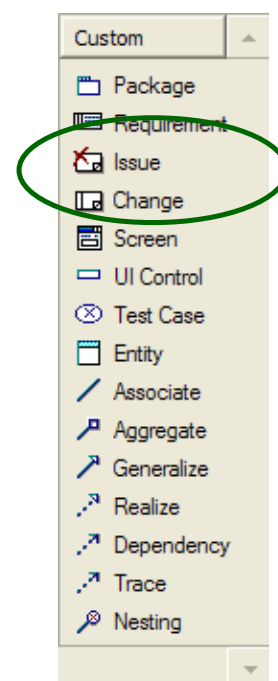 Custom
Package
Requirement
Issue
Change
Screen
UI Control
Test Case
Entity
Associate
Aggregate
Generalize
Realize
Dependency
Trace
Nesting